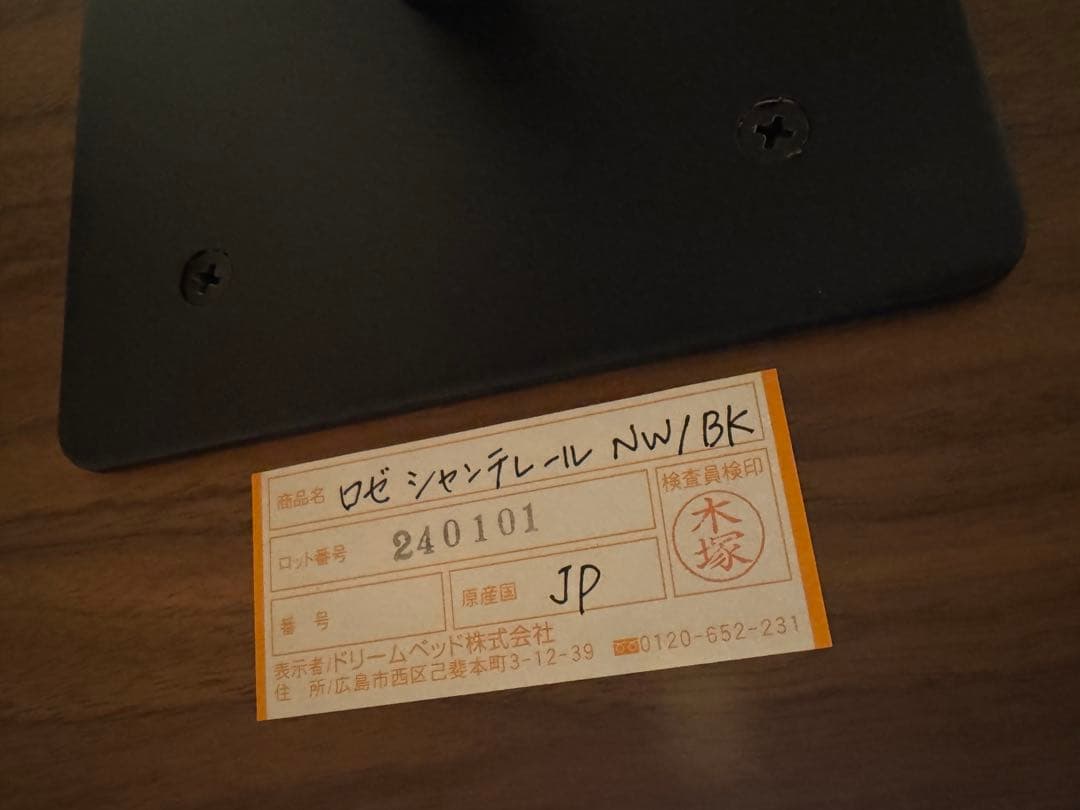 商品名 ロゼ シャンテレール NW/BK
ロット番号 240101
検査員検印
木塚
番号
原産国 JP
表示者/ドリームベッド株式会社
住所/広島市西区己斐本町3-12-39 0120-652-231